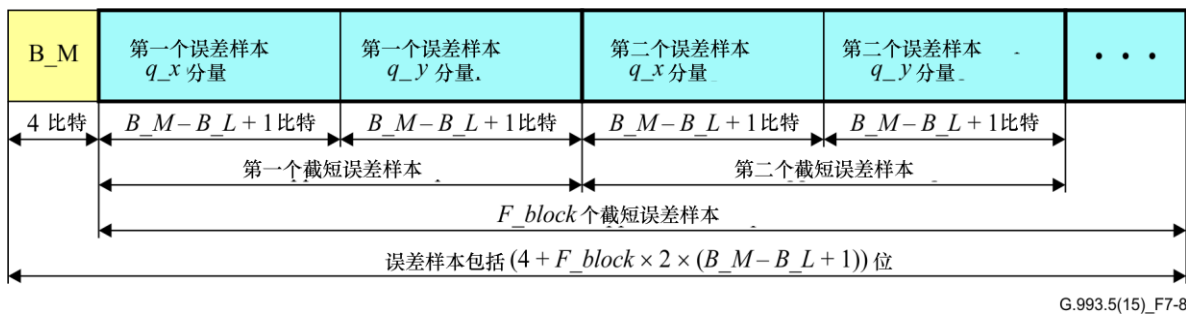 B_M
第一个误差样本
q_x 分量
第一个误差样本
q_y 分量
第二个误差样本
q_x 分量
第二个误差样本
q_y 分量
• • •
4 比特
B_M – B_L + 1 比特
B_M – B_L + 1 比特
B_M – B_L + 1 比特
B_M – B_L + 1 比特
第一个截短误差样本
第二个截短误差样本
F_block 个截短误差样本
误差样本包括 (4 + F_block × 2 × (B_M – B_L + 1)) 位
G.993.5(15)_F7-8